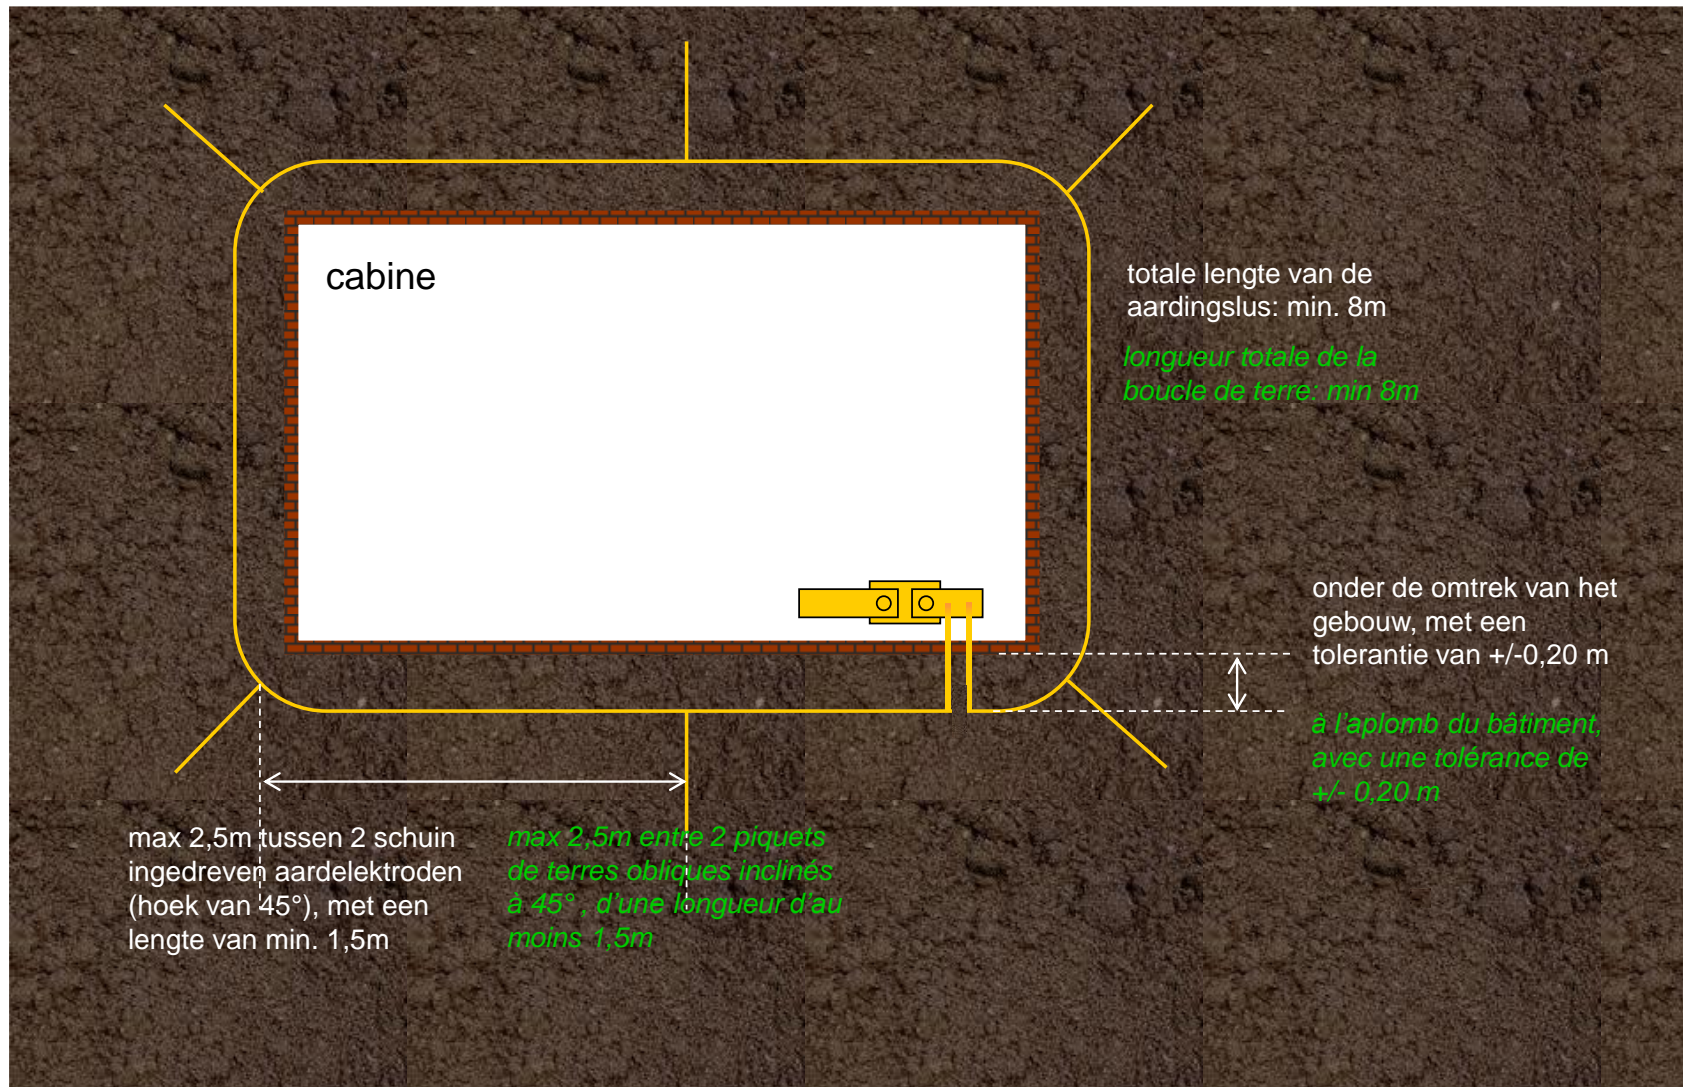 cabine
totale lengte van de
aardingslus: min. 8m
longueur totale de la
boucle de terre: min 8m
onder de omtrek van het
gebouw, met een
tolerantie van +/-0,20 m
à l'aplomb du bâtiment,
avec une tolérance de
+/- 0,20 m
max 2,5m tussen 2 schuin
ingedreven aardelektroden
(hoek van 45°), met een
lengte van min. 1,5m
max 2,5m entre 2 piquets
de terres obliques inclinés
à 45° , d'une longueur d'au
moins 1,5m